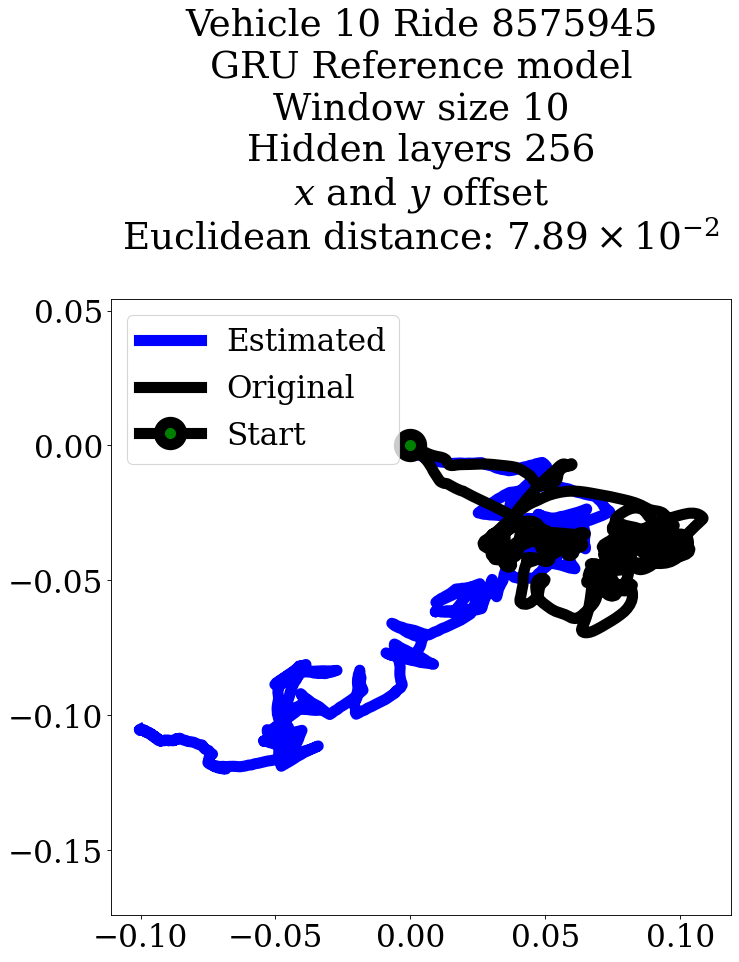 Vehicle 10 Ride 8575945
GRU Reference model
Window size 10
Hidden layers 256
x and y offset
Euclidean distance: 7.89 × 10⁻²
0.05
Estimated
Original
Start
0.00
−0.05
−0.10
−0.15
−0.10 −0.05 0.00 0.05 0.10